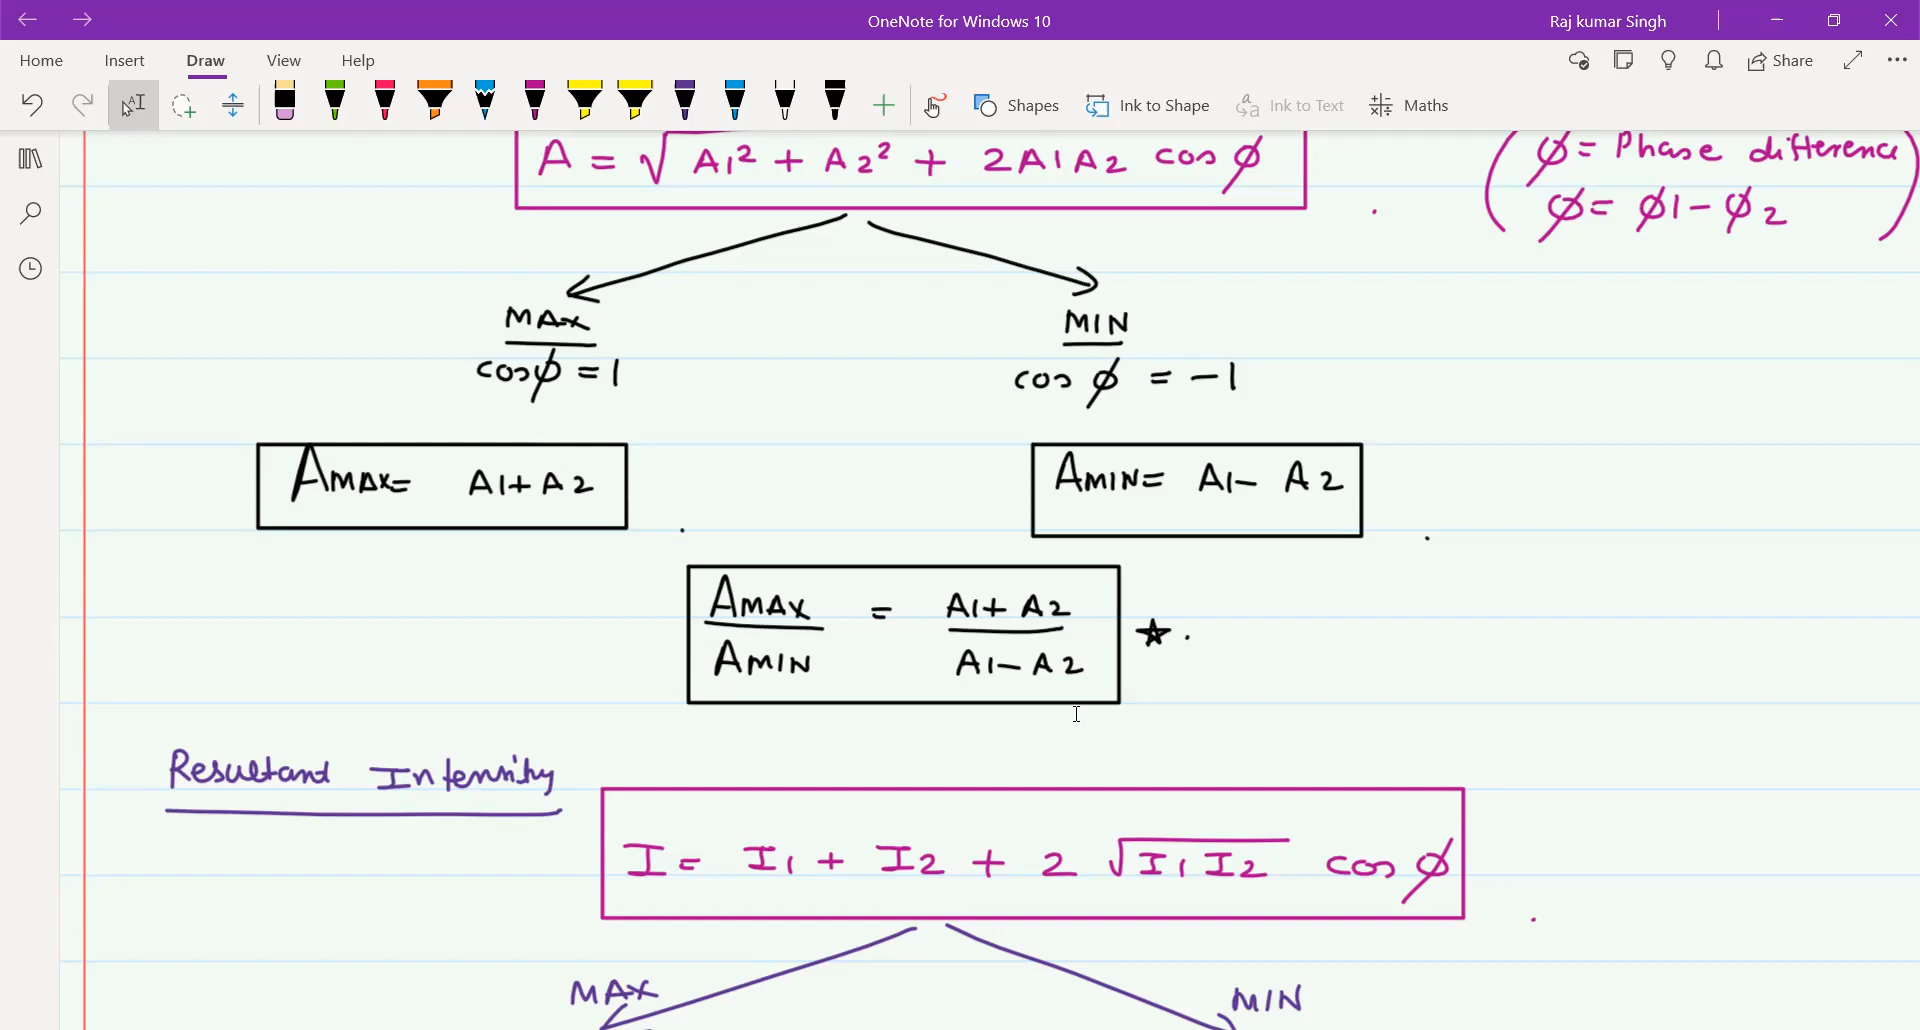 OneNote for Windows 10
Raj kumar Singh
Home Insert Draw View Help
Share
Shapes Ink to Shape Ink to Text Maths
A = √A1² + A2² + 2A1A2 cos ϕ
(ϕ = Phase difference
ϕ = ϕ1 - ϕ2)
MAX
cosϕ = 1
MIN
cos ϕ = -1
AMAX = A1 + A2
AMIN = A1 - A2
AMAX / AMIN = A1 + A2 / A1 - A2 ★
Resultant Intensity
I = I1 + I2 + 2 √I1 I2 cos ϕ
MAX
MIN